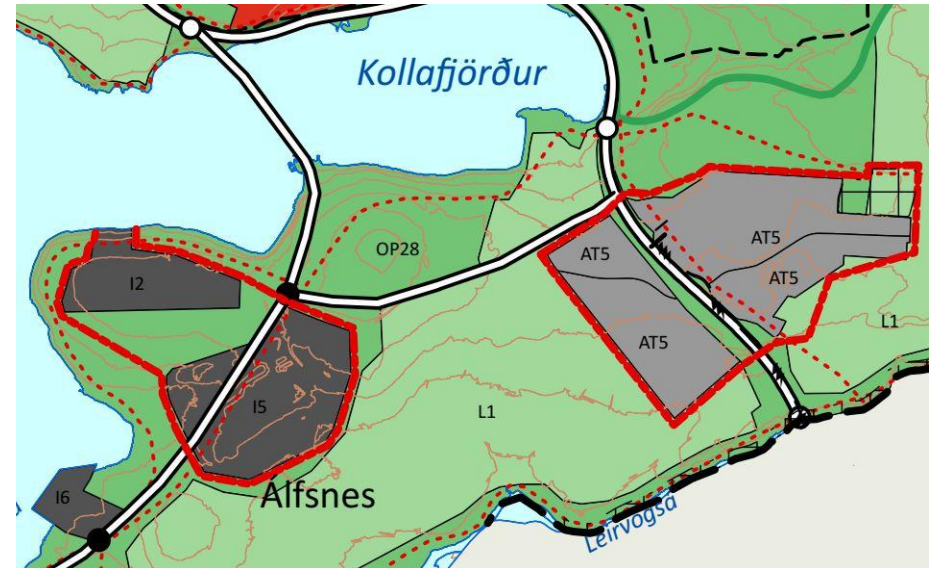 Kollafjörður
AT5
OP28
AT5
I2
AT5
L1
AT5
I5
L1
I6
Álfsnes
Leirvogsá